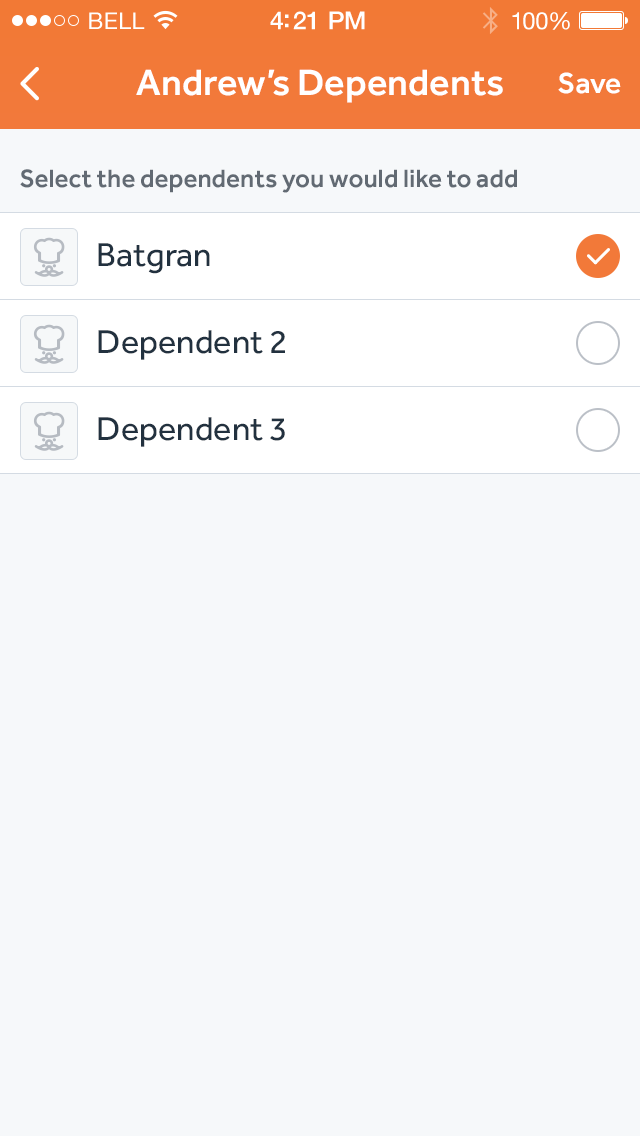 BELL 4:21 PM 100%
Andrew’s Dependents Save
Select the dependents you would like to add
Batgran
Dependent 2
Dependent 3